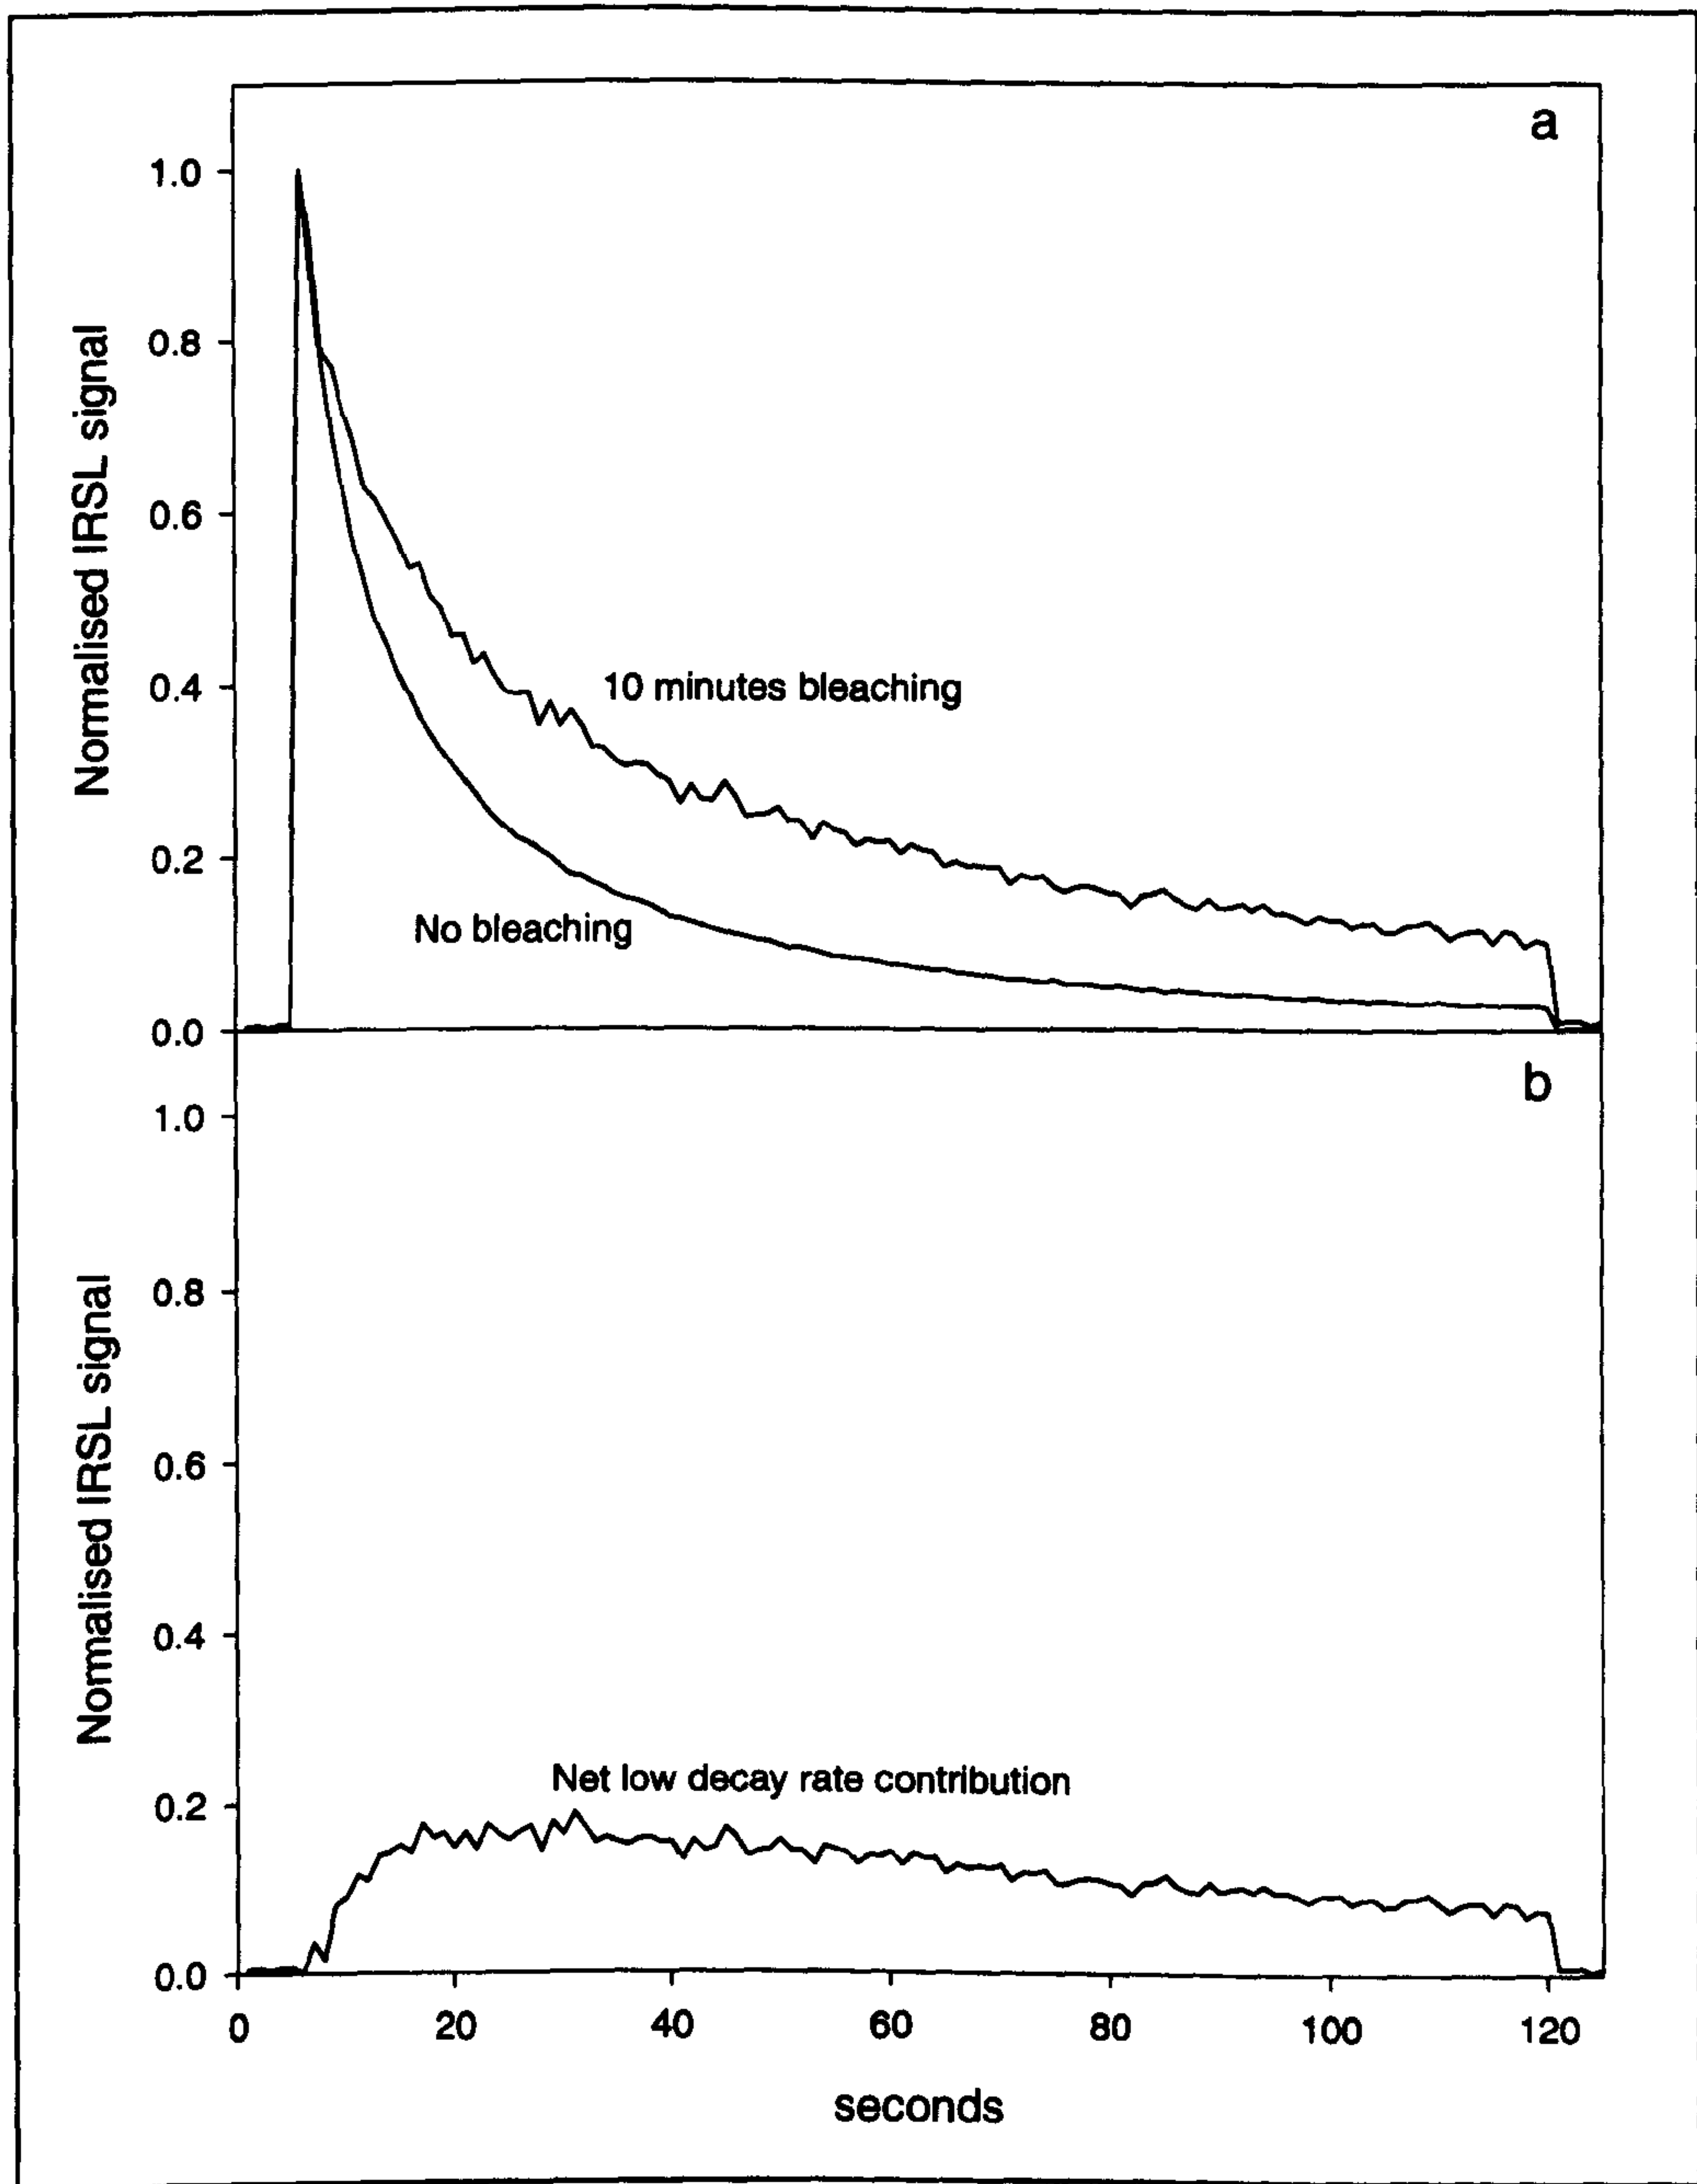 a
1.0
0.8
0.6
0.4
0.2
0.0
Normalised IRSL signal
10 minutes bleaching
No bleaching
b
1.0
0.8
0.6
0.4
0.2
0.0
Normalised IRSL signal
Net low decay rate contribution
0 20 40 60 80 100 120
seconds